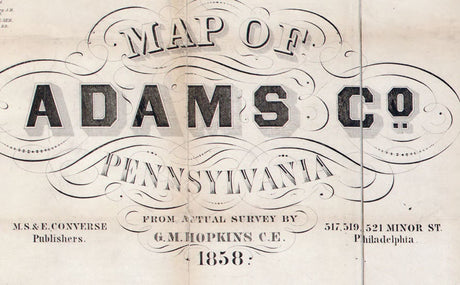 MAP OF
ADAMS Co.
PENNSYLVANIA
FROM ACTUAL SURVEY BY
G.M.HOPKINS C.E.
1858.
M.S & E.CONVERSE
Publishers.
517,519,521 MINOR ST.
Philadelphia.